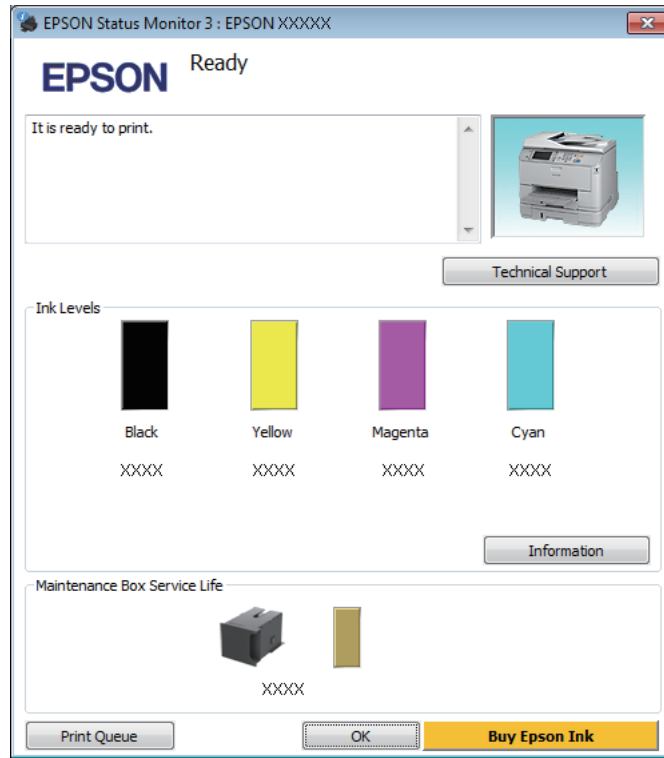 EPSON Status Monitor 3 : EPSON XXXXX
EPSON
Ready
It is ready to print.
Technical Support
Ink Levels
Black Yellow Magenta Cyan
XXXX XXXX XXXX XXXX
Information
Maintenance Box Service Life
XXXX
Print Queue OK Buy Epson Ink